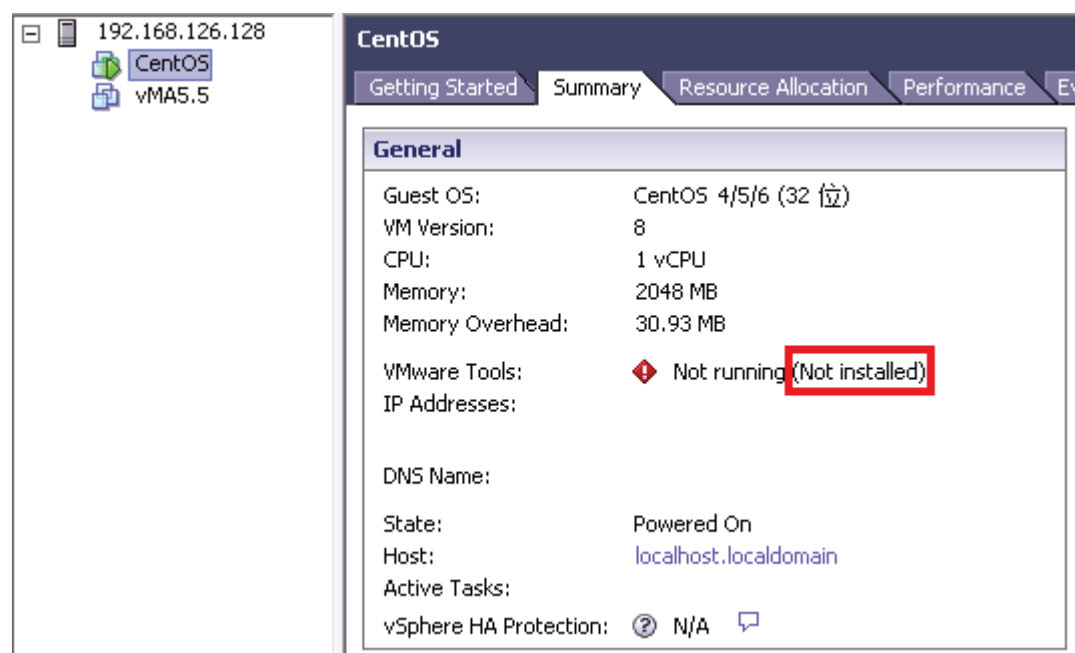 192.168.126.128
CentOS
vMA5.5
CentOS
Getting Started Summary Resource Allocation Performance
General
Guest OS: CentOS 4/5/6 (32 位)
VM Version: 8
CPU: 1 vCPU
Memory: 2048 MB
Memory Overhead: 30.93 MB
VMware Tools: Not running (Not installed)
IP Addresses:
DNS Name:
State: Powered On
Host: localhost.localdomain
Active Tasks:
vSphere HA Protection: N/A